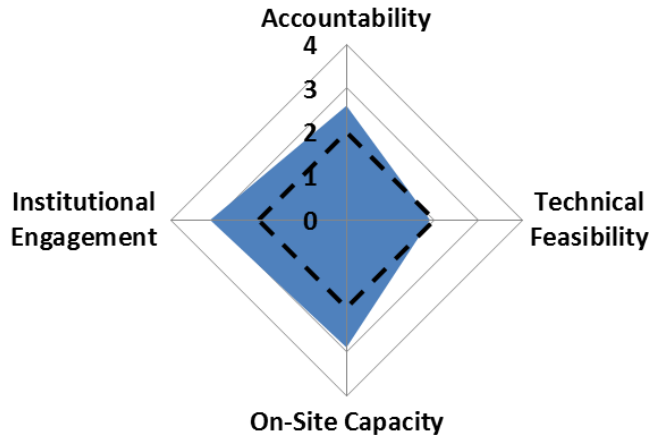 Accountability
4
3
2
1
0
Institutional
Engagement
Technical
Feasibility
On-Site Capacity